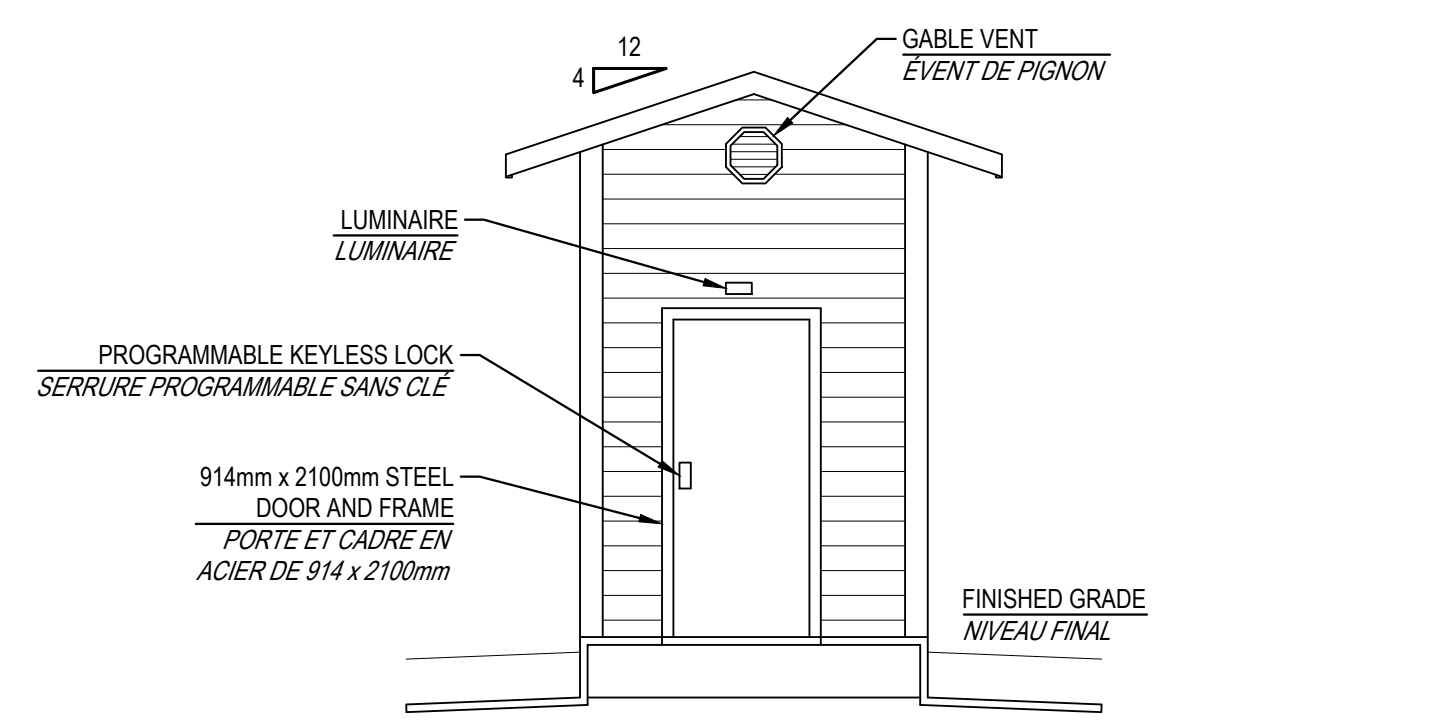 12
4
GABLE VENT
ÉVENT DE PIGNON
LUMINAIRE
LUMINAIRE
PROGRAMMABLE KEYLESS LOCK
SERRURE PROGRAMMABLE SANS CLÉ
914mm x 2100mm STEEL
DOOR AND FRAME
PORTE ET CADRE EN
ACIER DE 914 x 2100mm
FINISHED GRADE
NIVEAU FINAL